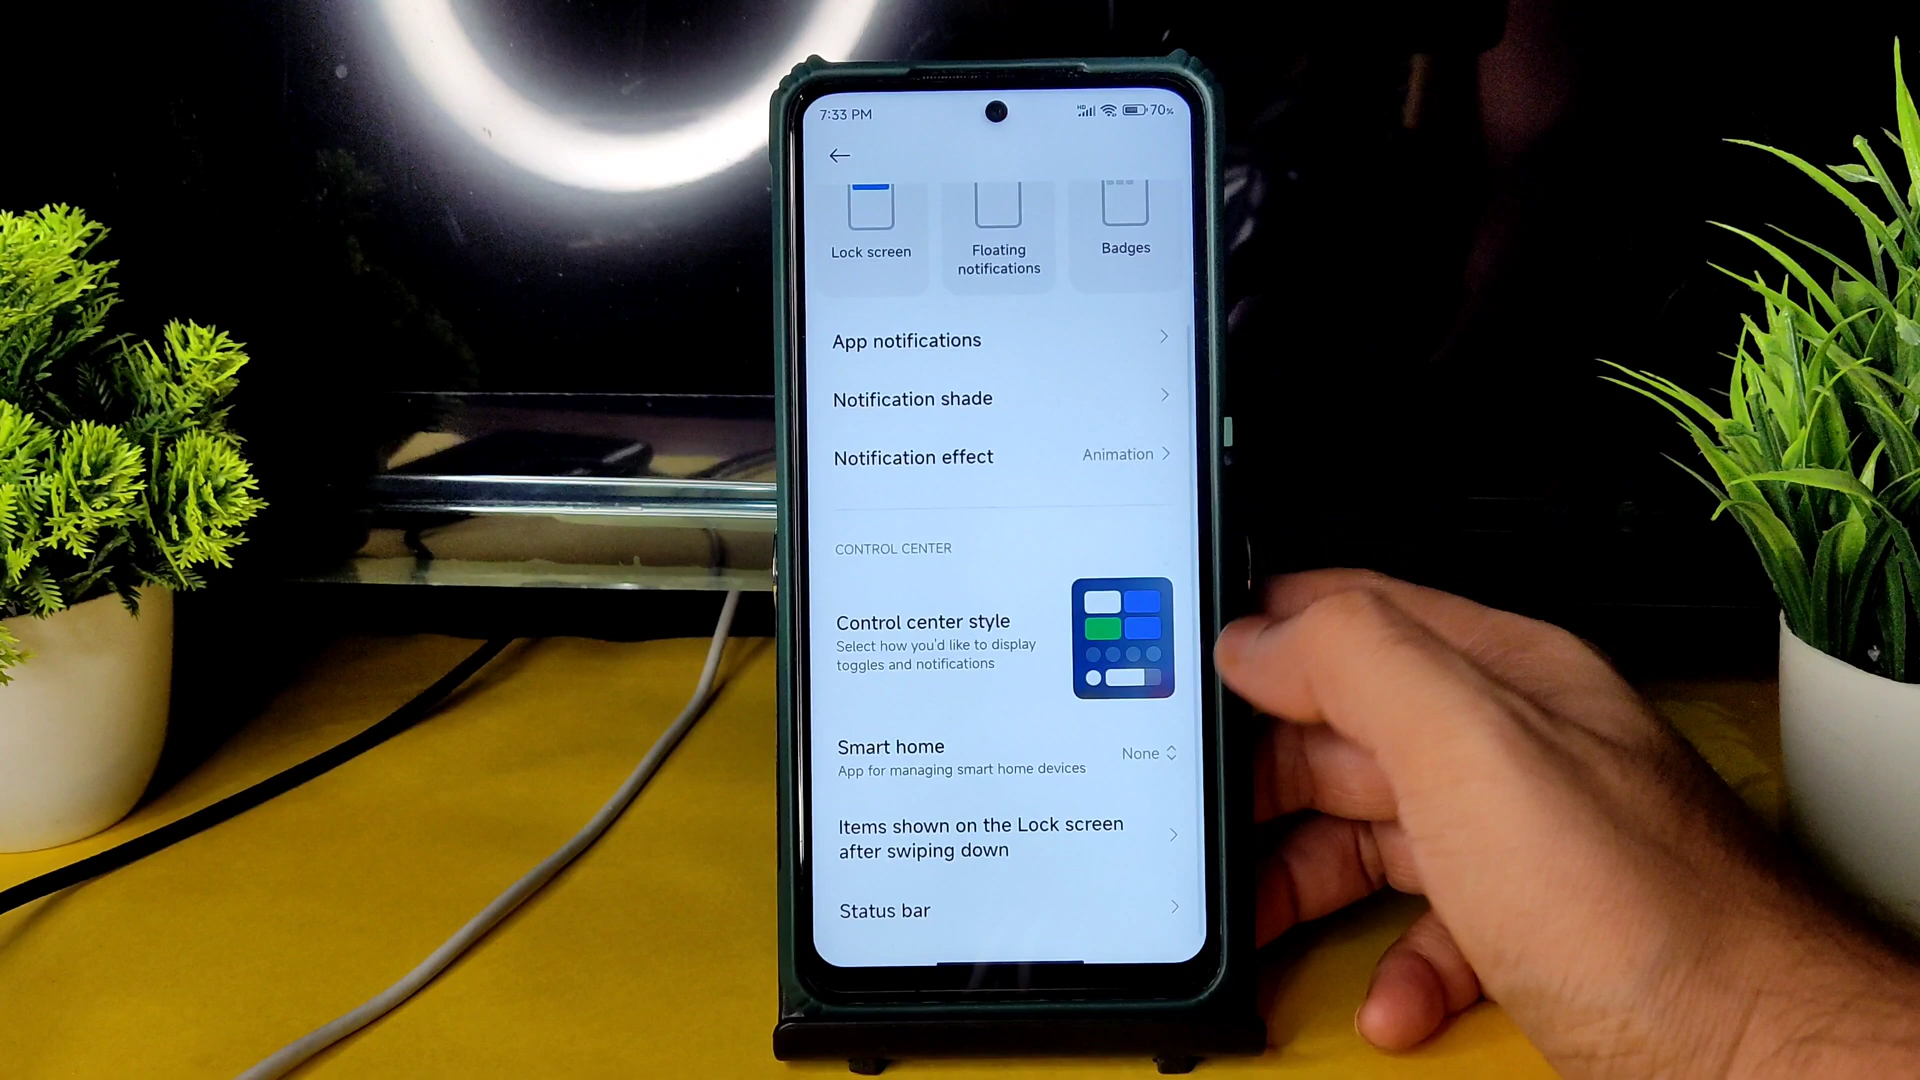 7:33 PM
HD
70%
Lock screen
Floating
notifications
Badges
App notifications
Notification shade
Notification effect
Animation
CONTROL CENTER
Control center style
Select how you'd like to display
toggles and notifications
Smart home
App for managing smart home devices
None
Items shown on the Lock screen
after swiping down
Status bar